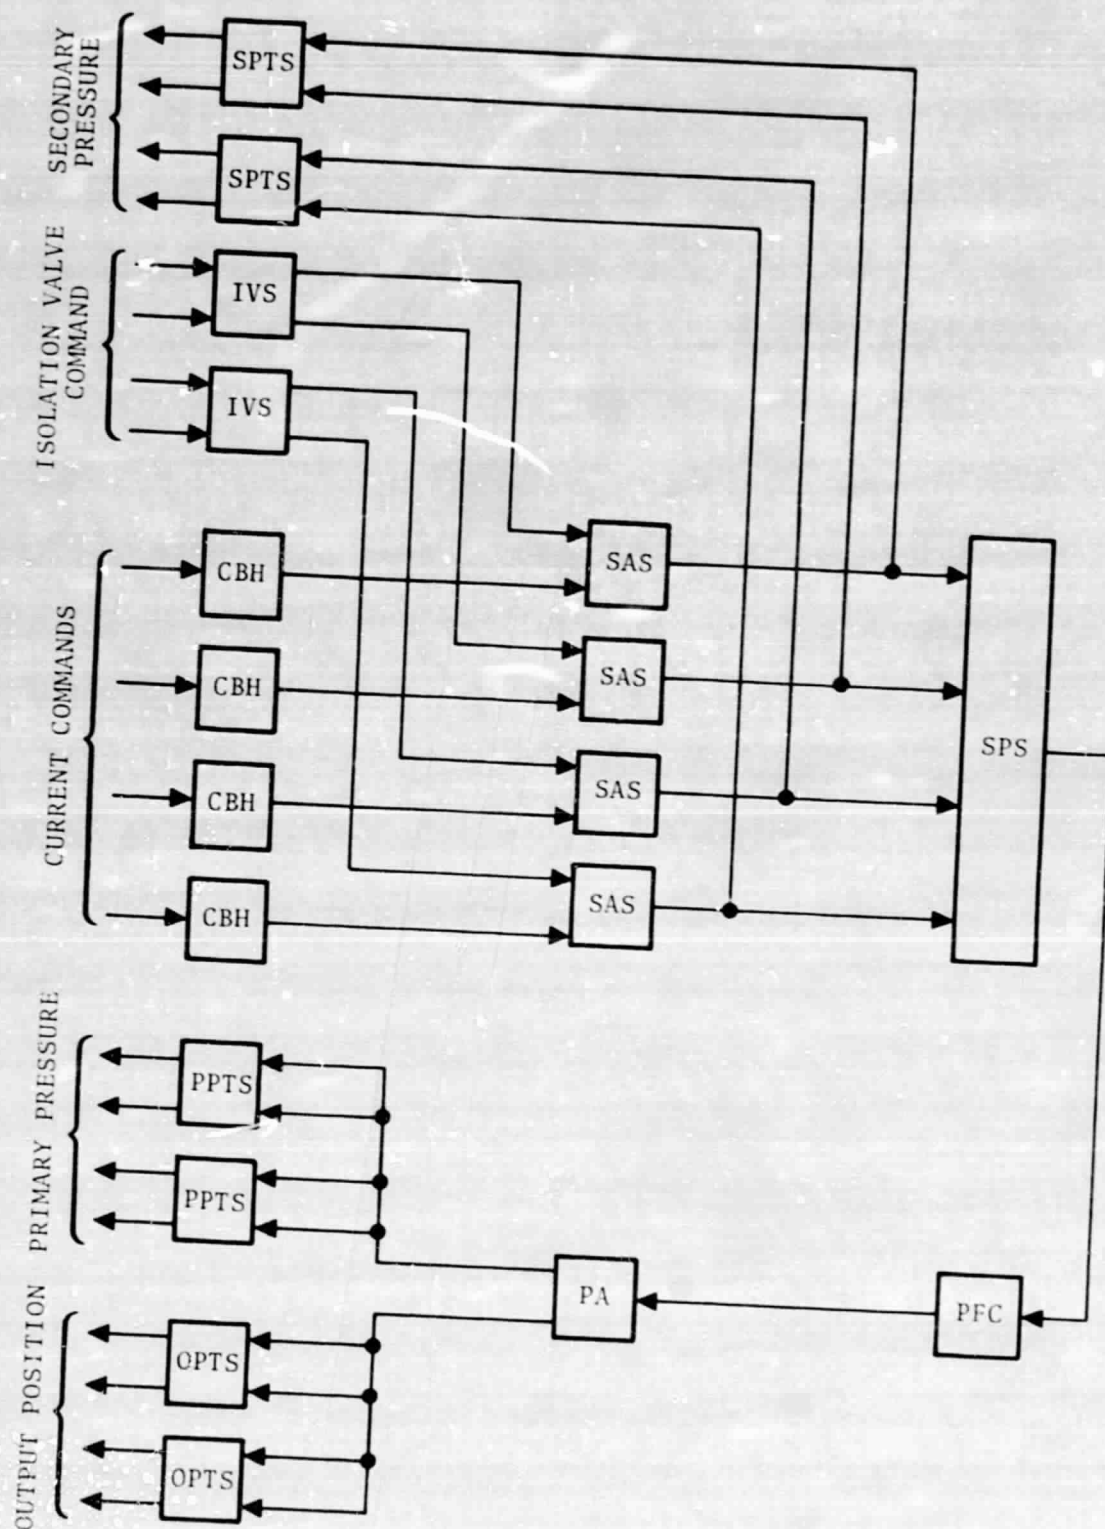 SECONDARY
PRESSURE
SPTS
SPTS
ISOLATION VALVE
COMMAND
IVS
IVS
CURRENT COMMANDS
CBH
CBH
CBH
CBH
SAS
SAS
SAS
SAS
SPS
PRIMARY PRESSURE
PPTS
PPTS
PA
PFC
OUTPUT POSITION
OPTS
OPTS